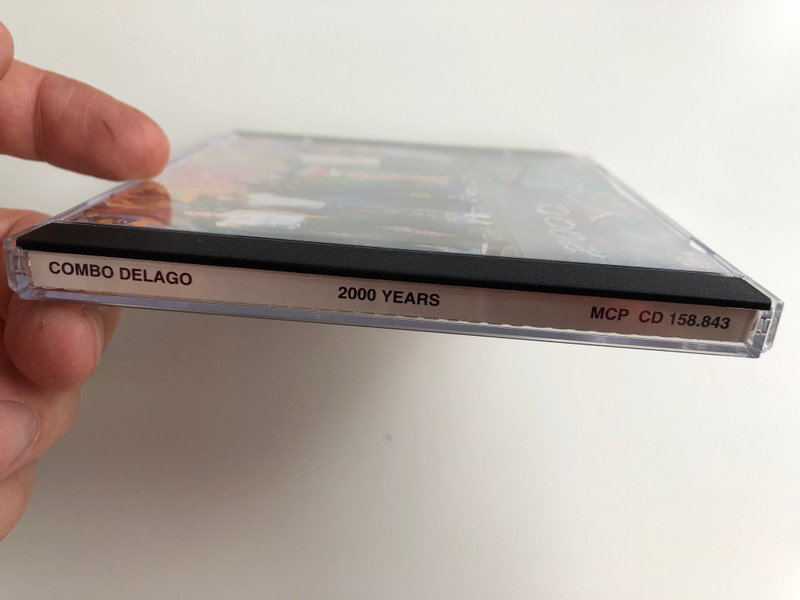 COMBO DELAGO
2000 YEARS
MCP CD 158.843